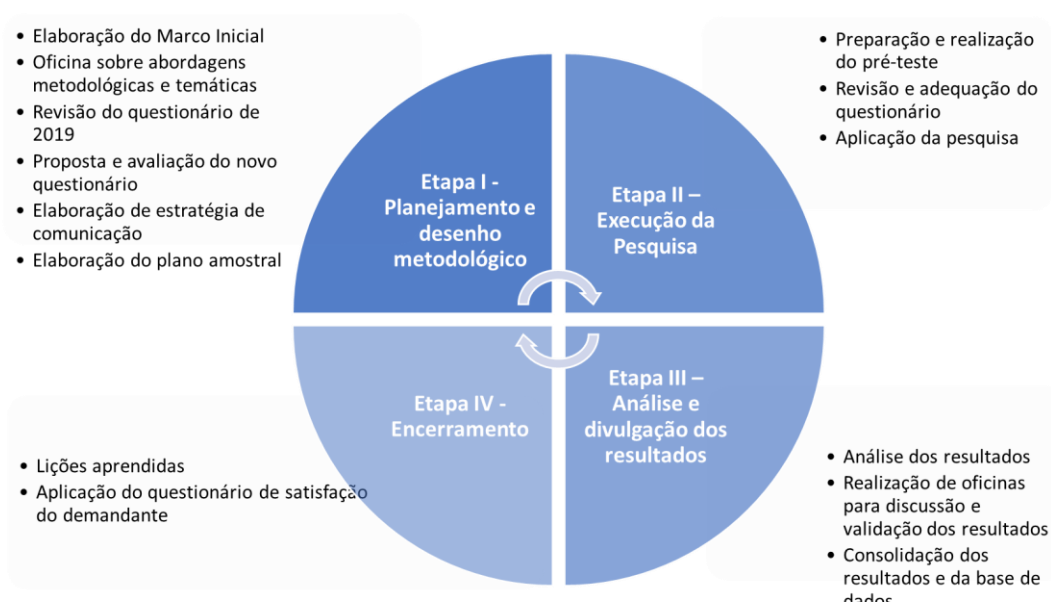 • Elaboração do Marco Inicial
• Oficina sobre abordagens
metodológicas e temáticas
• Revisão do questionário de
2019
• Proposta e avaliação do novo
questionário
• Elaboração de estratégia de
comunicação
• Elaboração do plano amostral
• Preparação e realização
do pré-teste
• Revisão e adequação do
questionário
• Aplicação da pesquisa
Etapa I -
Planejamento e
desenho
metodológico
Etapa II –
Execução da
Pesquisa
Etapa IV -
Encerramento
Etapa III –
Análise e
divulgação dos
resultados
• Lições aprendidas
• Aplicação do questionário de satisfação
do demandante
• Análise dos resultados
• Realização de oficinas
para discussão e
validação dos resultados
• Consolidação dos
resultados e da base de
dados